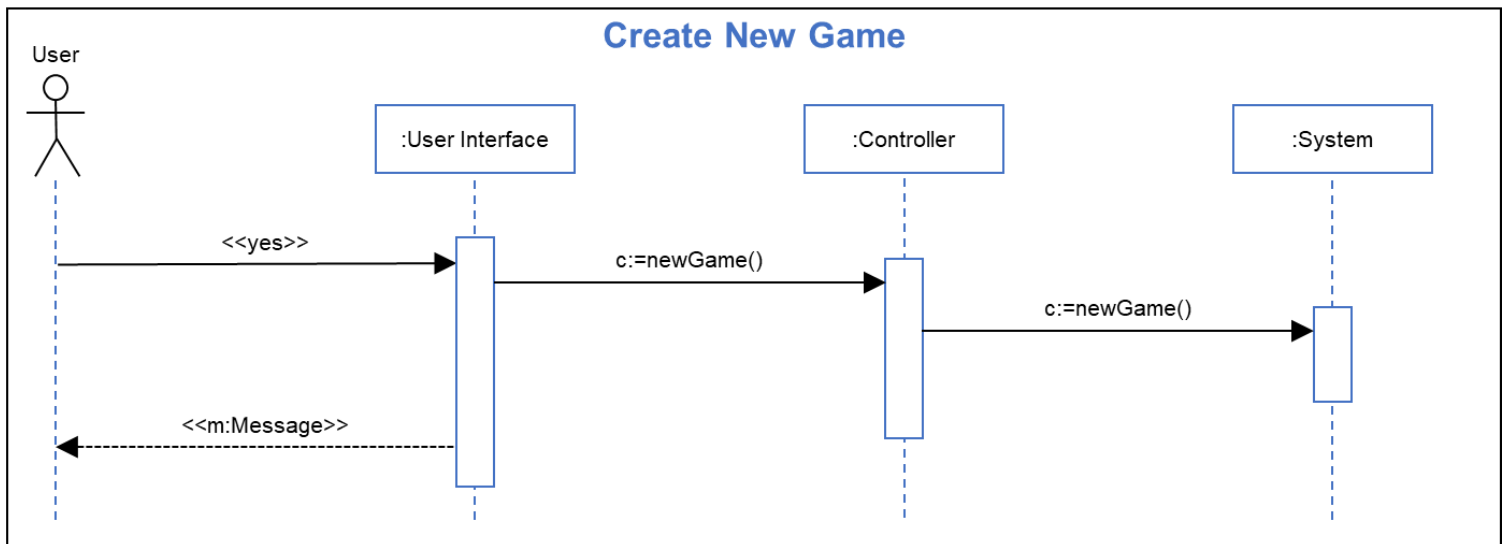 Create New Game
User
:User Interface
:Controller
:System
<<yes>>
c:=newGame()
c:=newGame()
<<m:Message>>